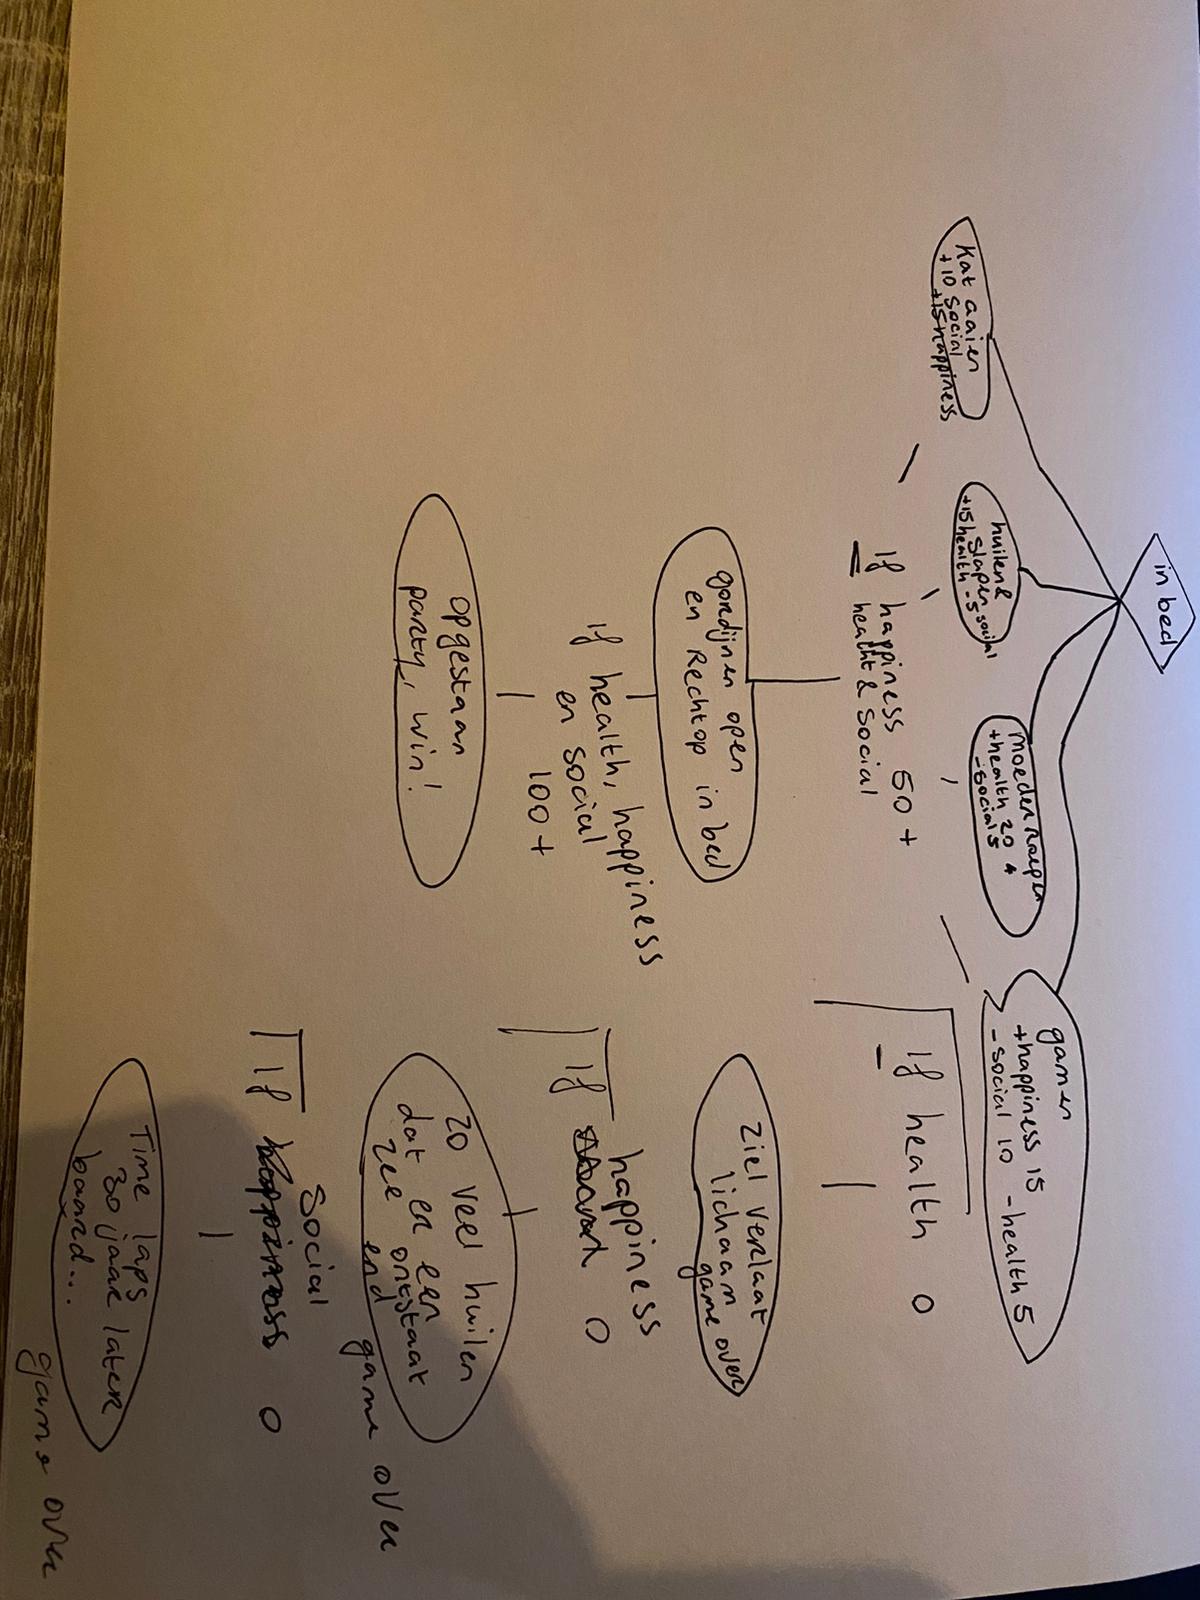 in bed
Kat aaien
+10 social
+15 happiness
huilen &
slapen
+15 health -5 social
moeder roepen
+health 20
-social 5
gamen
+happiness 15
-social 10 -health 5
If happiness 50+
health & social
gordijnen open
en Rechtop in bed
If health, happiness
en social
100+
opgestaan
party, win!
If health 0
ziel verlaat
lichaam
game over
If happiness 0
zo veel huilen
dat er een
zee ontstaat
end game over
If Social 0
Time laps
30 jaar later
baard...
game over